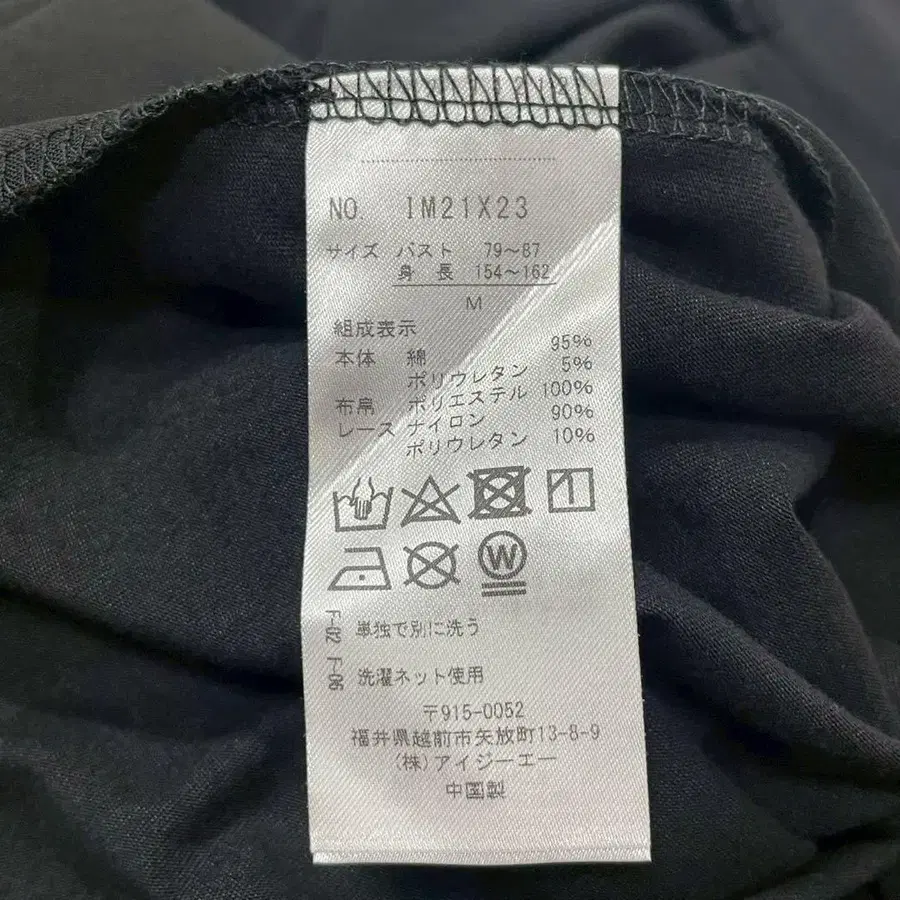 NO. IM21X23
サイズ バスト 79～87
身長 154～162
M
組成表示
本体 綿 95%
ポリウレタン 5%
布帛 ポリエステル 100%
レース ナイロン 90%
ポリウレタン 10%
W
F-02 単独で別に洗う
F-06 洗濯ネット使用
〒915-0052
福井県越前市矢放町13-8-9
(株)アイジーエー
中国製